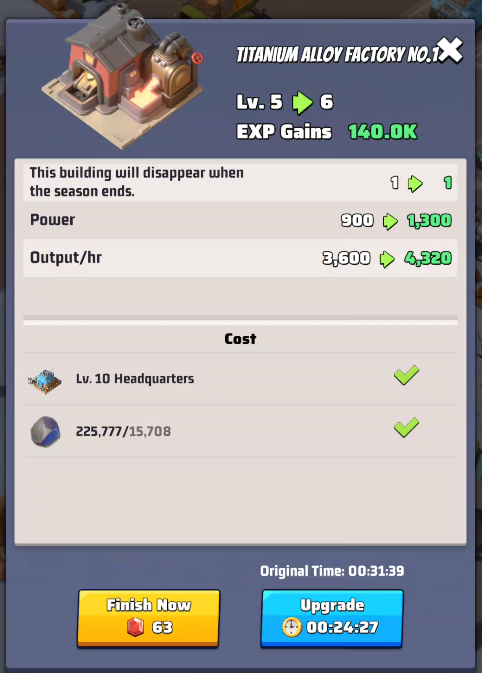 TITANIUM ALLOY FACTORY NO.1
Lv. 5 6
EXP Gains 140.0K
This building will disappear when
the season ends.
1 1
Power 900 1,300
Output/hr 3,600 4,320
Cost
Lv. 10 Headquarters
225,777/15,708
Original Time: 00:31:39
Finish Now
63
Upgrade
00:24:27